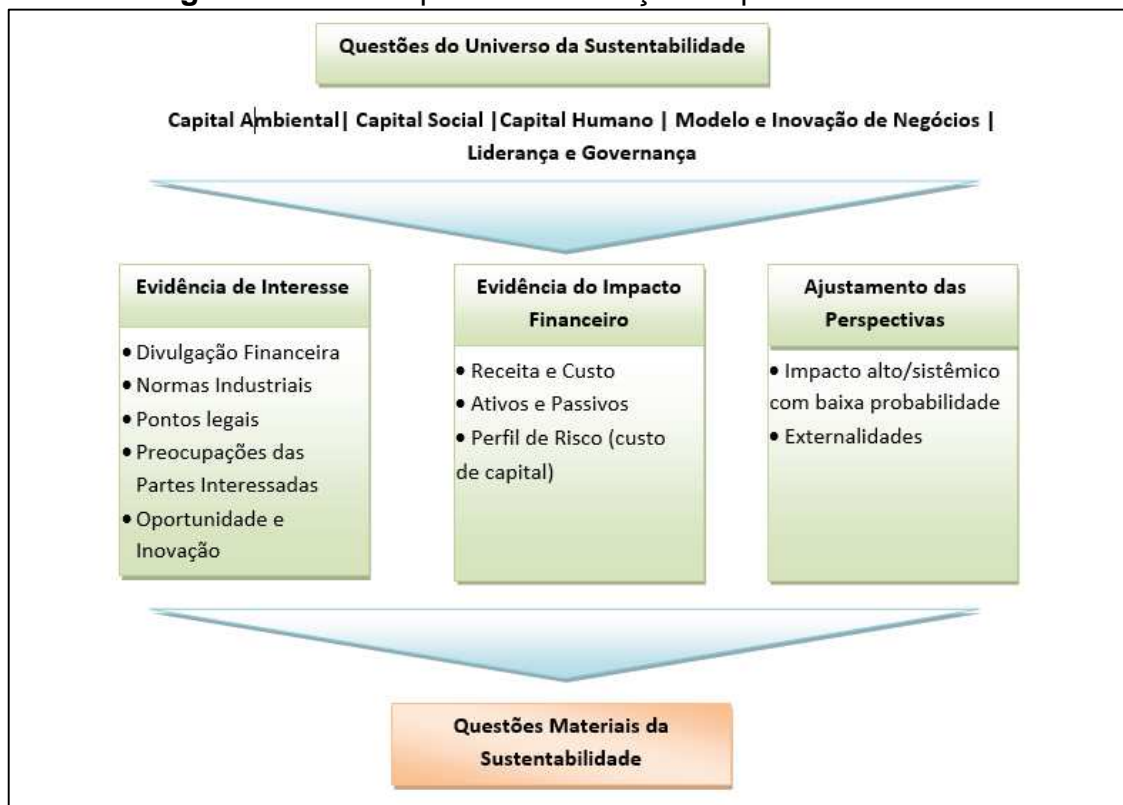 Questões do Universo da Sustentabilidade
Capital Ambiental| Capital Social |Capital Humano | Modelo e Inovação de Negócios |
Liderança e Governança
Evidência de Interesse
• Divulgação Financeira
• Normas Industriais
• Pontos legais
• Preocupações das
Partes Interessadas
• Oportunidade e
Inovação
Evidência do Impacto
Financeiro
• Receita e Custo
• Ativos e Passivos
• Perfil de Risco (custo
de capital)
Ajustamento das
Perspectivas
• Impacto alto/sistêmico
com baixa probabilidade
• Externalidades
Questões Materiais da
Sustentabilidade